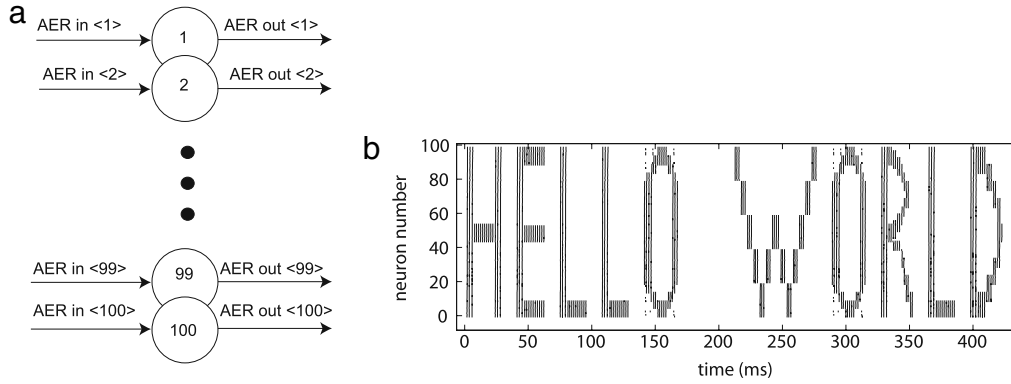 a
AER in <1>
1
AER out <1>
AER in <2>
2
AER out <2>
AER in <99>
99
AER out <99>
AER in <100>
100
AER out <100>
b
neuron number
100
80
60
40
20
0
HELLO WORLD
0 50 100 150 200 250 300 350 400
time (ms)